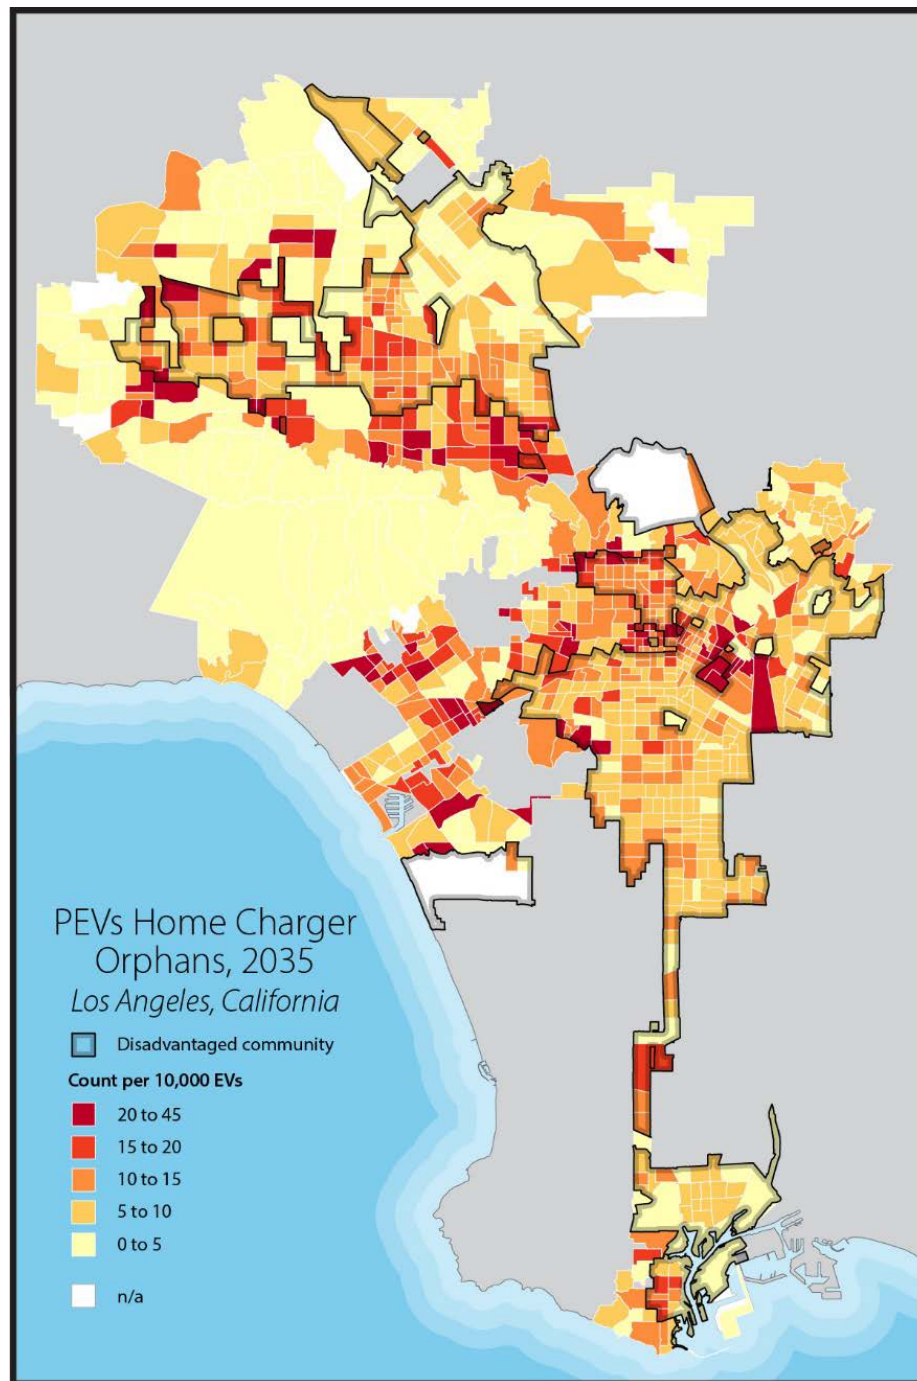 PEVs Home Charger
Orphans, 2035
Los Angeles, California
Disadvantaged community
Count per 10,000 EVs
20 to 45
15 to 20
10 to 15
5 to 10
0 to 5
n/a